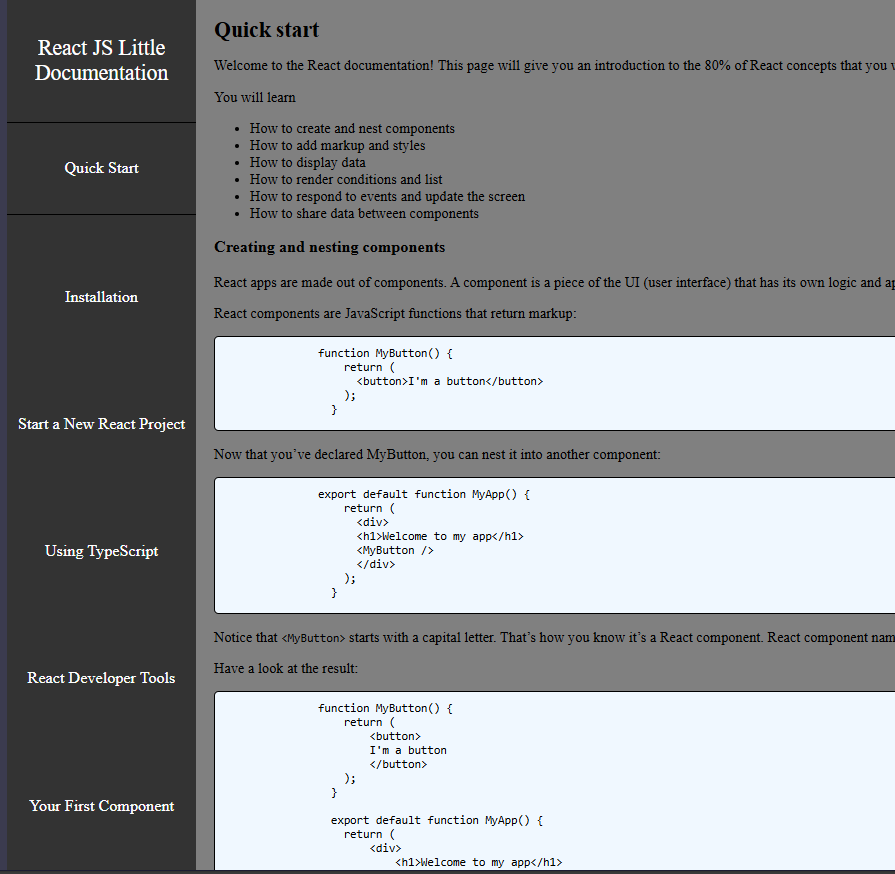 React JS Little
Documentation
Quick Start
Installation
Start a New React Project
Using TypeScript
React Developer Tools
Your First Component
Quick start
Welcome to the React documentation! This page will give you an introduction to the 80% of React concepts that you
You will learn
• How to create and nest components
• How to add markup and styles
• How to display data
• How to render conditions and list
• How to respond to events and update the screen
• How to share data between components
Creating and nesting components
React apps are made out of components. A component is a piece of the UI (user interface) that has its own logic and
React components are JavaScript functions that return markup:
function MyButton() {
return (
<button>I'm a button</button>
);
}
Now that you’ve declared MyButton, you can nest it into another component:
export default function MyApp() {
return (
<div>
<h1>Welcome to my app</h1>
<MyButton />
</div>
);
}
Notice that <MyButton> starts with a capital letter. That’s how you know it’s a React component. React component nam
Have a look at the result:
function MyButton() {
return (
<button>
I'm a button
</button>
);
}
export default function MyApp() {
return (
<div>
<h1>Welcome to my app</h1>